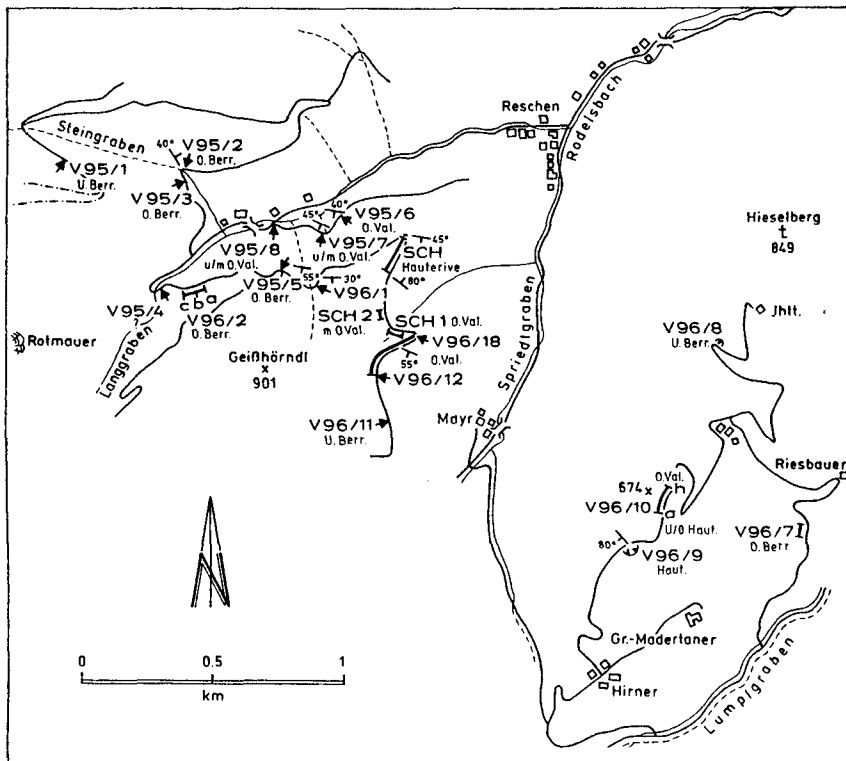 Reschen
Rodelsbach
Steingraben
40°
V95/2
O. Berr.
V95/1
U. Berr.
V95/3
O. Berr.
Hieselberg
849
45°
40°
V95/6
O. Val.
V95/8
u/m O. Val.
V95/7
u/m O. Val.
SCH
Hauterive
45°
80°
V95/5
O. Berr.
55°
30°
V96/1
V95/4
c b a
V96/2
O. Berr.
Rotmauer
Langgraben
Geißhörndl
x
901
SCH 2
m O. Val.
SCH 1 O. Val.
V96/18
O. Val.
55°
V96/12
V96/11
U. Berr.
Spriedlgraben
Mayr
Jhlt.
V96/8
U. Berr.
Riesbauer
674 x
O. Val.
h
V96/10
a
U/O Haut.
80°
V96/9
Haut.
V96/7
O. Berr
Gr.-Madertaner
Hirner
Lumplgraben
N
0
0.5
1
km